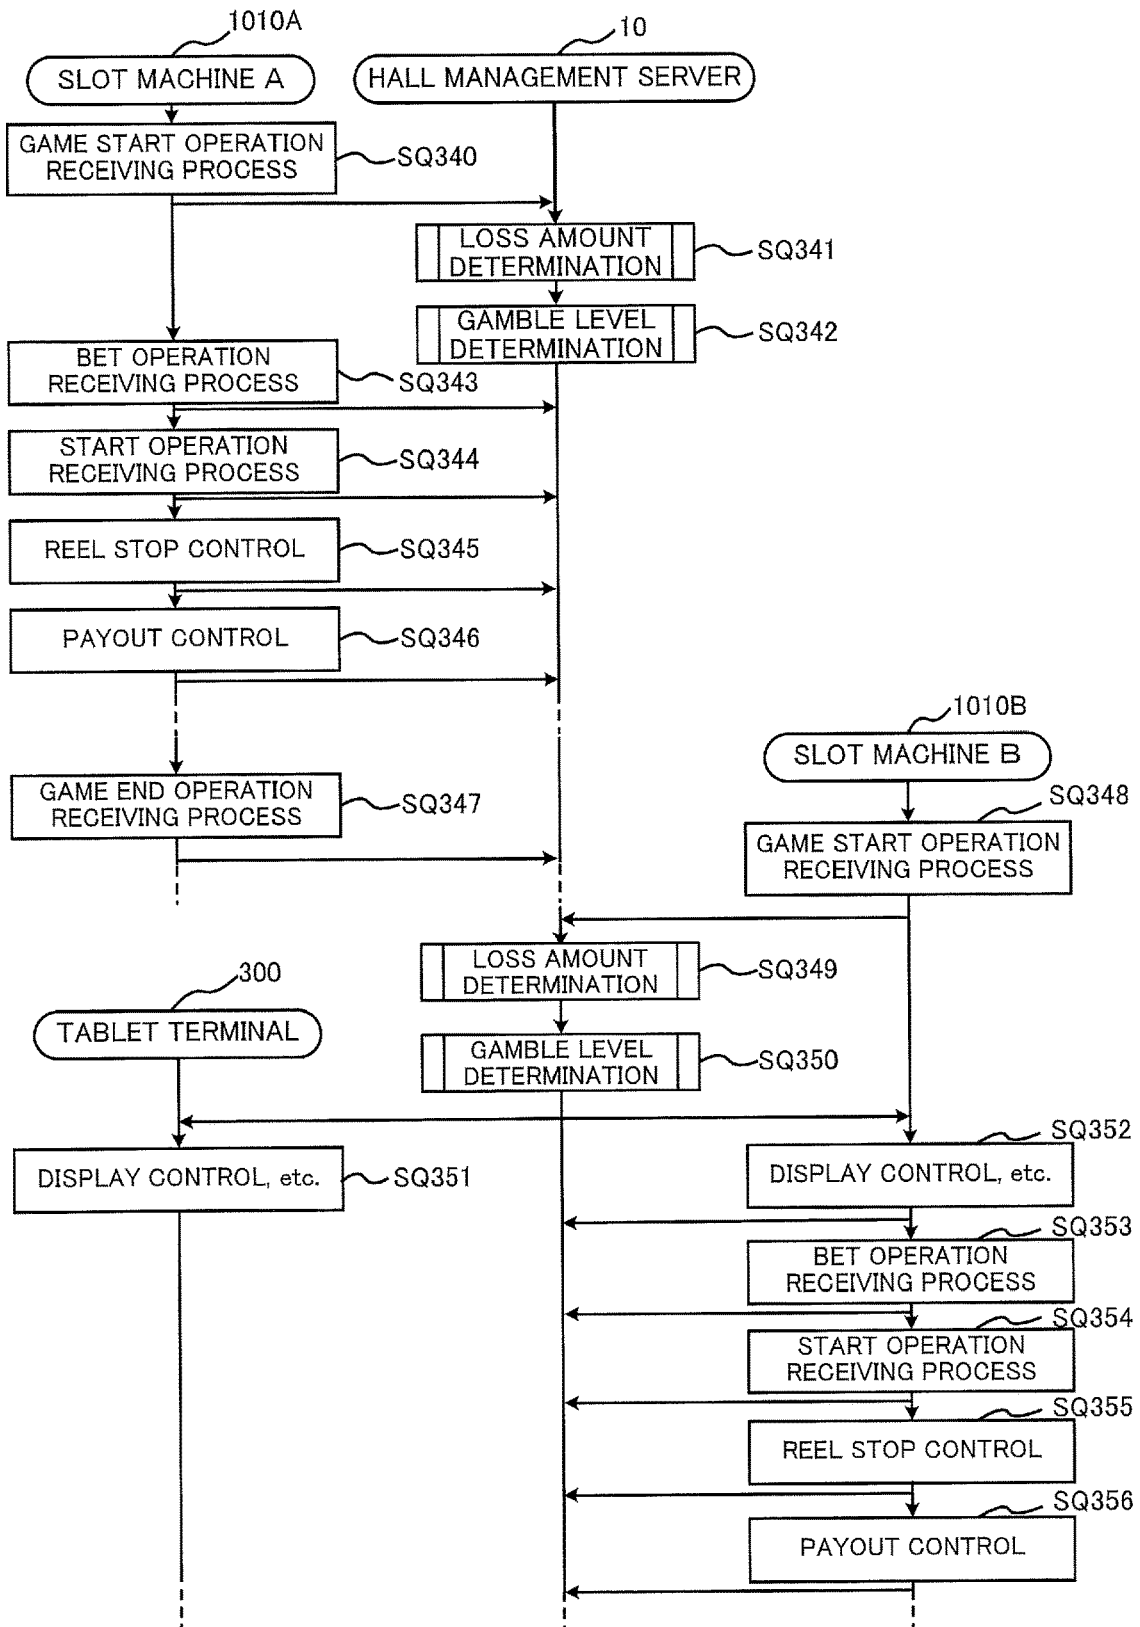 1010A
SLOT MACHINE A
10
HALL MANAGEMENT SERVER
GAME START OPERATION
RECEIVING PROCESS
SQ340
LOSS AMOUNT
DETERMINATION
SQ341
GAMBLE LEVEL
DETERMINATION
SQ342
BET OPERATION
RECEIVING PROCESS
SQ343
START OPERATION
RECEIVING PROCESS
SQ344
REEL STOP CONTROL
SQ345
PAYOUT CONTROL
SQ346
1010B
SLOT MACHINE B
GAME END OPERATION
RECEIVING PROCESS
SQ347
SQ348
GAME START OPERATION
RECEIVING PROCESS
LOSS AMOUNT
DETERMINATION
SQ349
300
TABLET TERMINAL
GAMBLE LEVEL
DETERMINATION
SQ350
DISPLAY CONTROL, etc.
SQ351
SQ352
DISPLAY CONTROL, etc.
SQ353
BET OPERATION
RECEIVING PROCESS
SQ354
START OPERATION
RECEIVING PROCESS
SQ355
REEL STOP CONTROL
SQ356
PAYOUT CONTROL